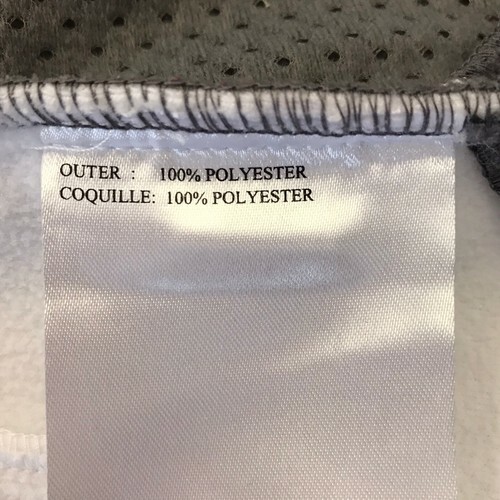 OUTER : 100% POLYESTER
COQUILLE: 100% POLYESTER